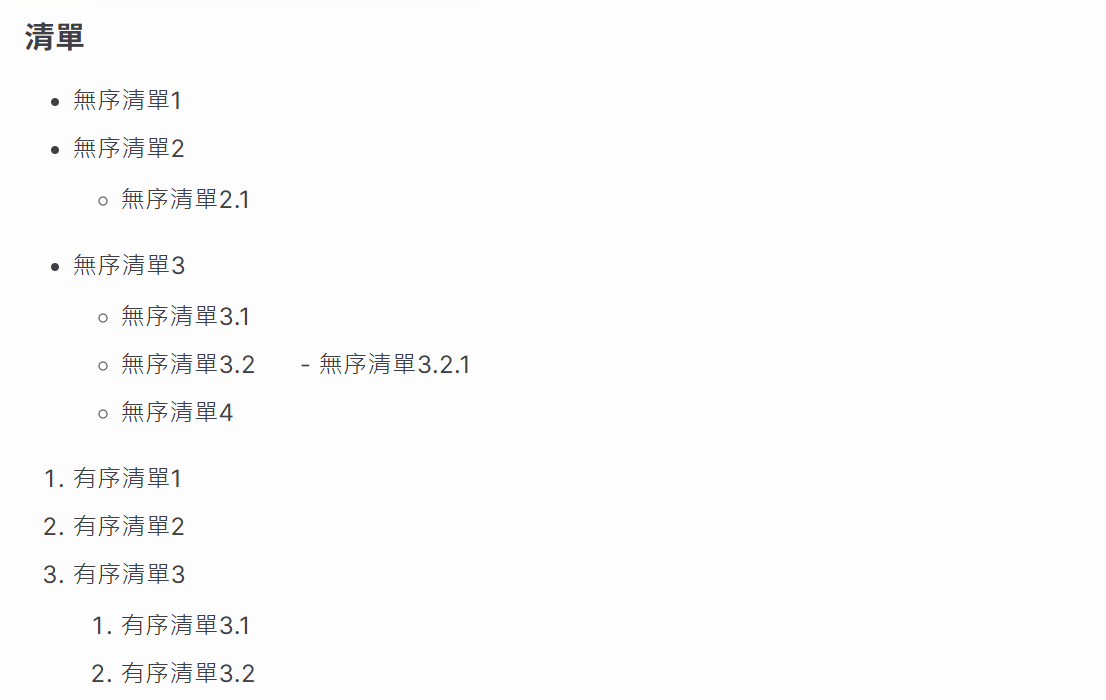 清單
• 無序清單1
• 無序清單2
◦ 無序清單2.1
• 無序清單3
◦ 無序清單3.1
◦ 無序清單3.2 - 無序清單3.2.1
◦ 無序清單4
1. 有序清單1
2. 有序清單2
3. 有序清單3
1. 有序清單3.1
2. 有序清單3.2